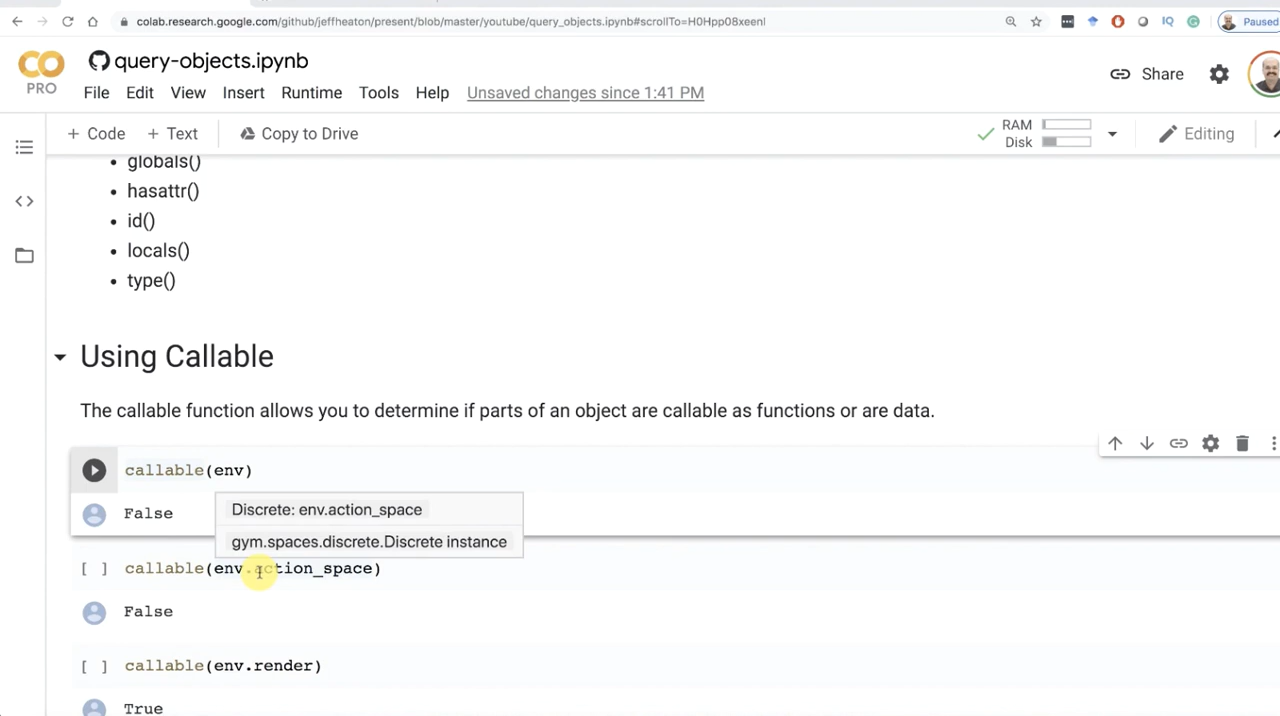 colab.research.google.com/github/jeffheaton/present/blob/master/youtube/query_objects.ipynb#scrollTo=H0Hpp08xeenl
IQ
Paused
CO
PRO
query-objects.ipynb
File Edit View Insert Runtime Tools Help Unsaved changes since 1:41 PM
Share
+ Code + Text Copy to Drive
RAM
Disk
Editing
• globals()
• hasattr()
• id()
• locals()
• type()
Using Callable
The callable function allows you to determine if parts of an object are callable as functions or are data.
callable(env)
False
Discrete: env.action_space
gym.spaces.discrete.Discrete instance
[ ] callable(env.action_space)
False
[ ] callable(env.render)
True